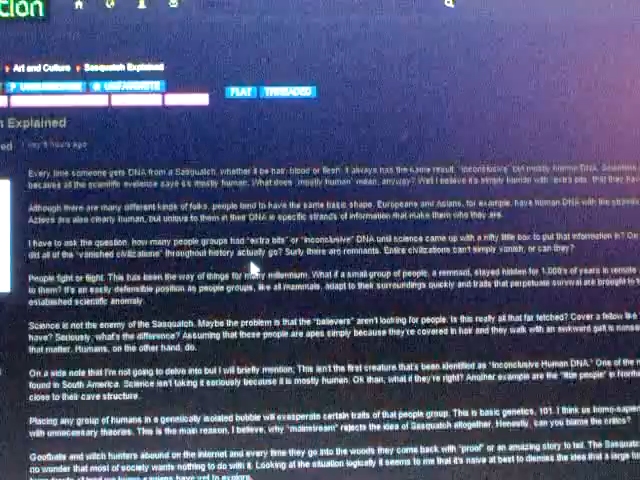 tion
Art and Culture Sasquatch Explained
UNSUBSCRIBE UNFAVORITE
FLAT THREADED
n Explained
ed 1 day 5 hours ago
Every time someone gets DNA from a Sasquatch, whether it be hair, blood or flesh, it always has the same result, "inconclusive" but mostly human DNA.
because all the scientific evidence says its mostly human. What does "mostly human" mean, anyway? Well I believe it's simply human with "extra bits" that they
Although there are many different kinds of folks, people tend to have the same basic shape. Europeans and Asians, for example, have human DNA with the
Aztecs are also clearly human, but unique to them in their DNA is specific strands of information that make them who they are.
I have to ask the question, how many people groups had "extra bits" or "inconclusive" DNA until science came up with a nifty little box to put that information in? Or
did all of the "vanished civilizations" throughout history actually go? Surly there are remnants. Entire civilizations can't simply vanish, or can they?
People fight or flight. This has been the way of things for many millennium. What if a small group of people, a remnant, stayed hidden for 1,000's of years in remote
to them? It's an easily defensible position as people groups, like all mammals, adapt to their surroundings quickly and traits that perpetuate survival are brought to
established scientific anomaly.
Science is not the enemy of the Sasquatch. Maybe the problem is that the "believers" aren't looking for people. Is this really all that far fetched? Cover a fellow like
have? Seriously, what's the difference? Assuming that these people are apes simply because they're covered in hair and they walk with an awkward gait is
that matter. Humans, on the other hand, do.
On a side note that I'm not going to delve into but I will briefly mention; This isn't the first creature that's been identified as "Inconclusive Human DNA." One of the
found in South America. Science isn't taking it seriously because it is mostly human. Ok than, what if they're right? Another example are the people" in
close to their cave structure.
Placing any group of humans in a genetically isolated bubble will exasperate certain traits of that people group. This is basic genetics, 101. I think us
with unnecessary theories. This is the main reason, I believe, why "mainstream" rejects the idea of Sasquatch altogether. Honestly, can you blame the critics?
Goofballs and witch hunters abound on the internet and every time they go into the woods they come back with "proof" or an amazing story to tell. The
no wonder that most of society wants nothing to do with it. Looking at the situation logically it seems to me that it's naive at best to dismiss the idea that a large